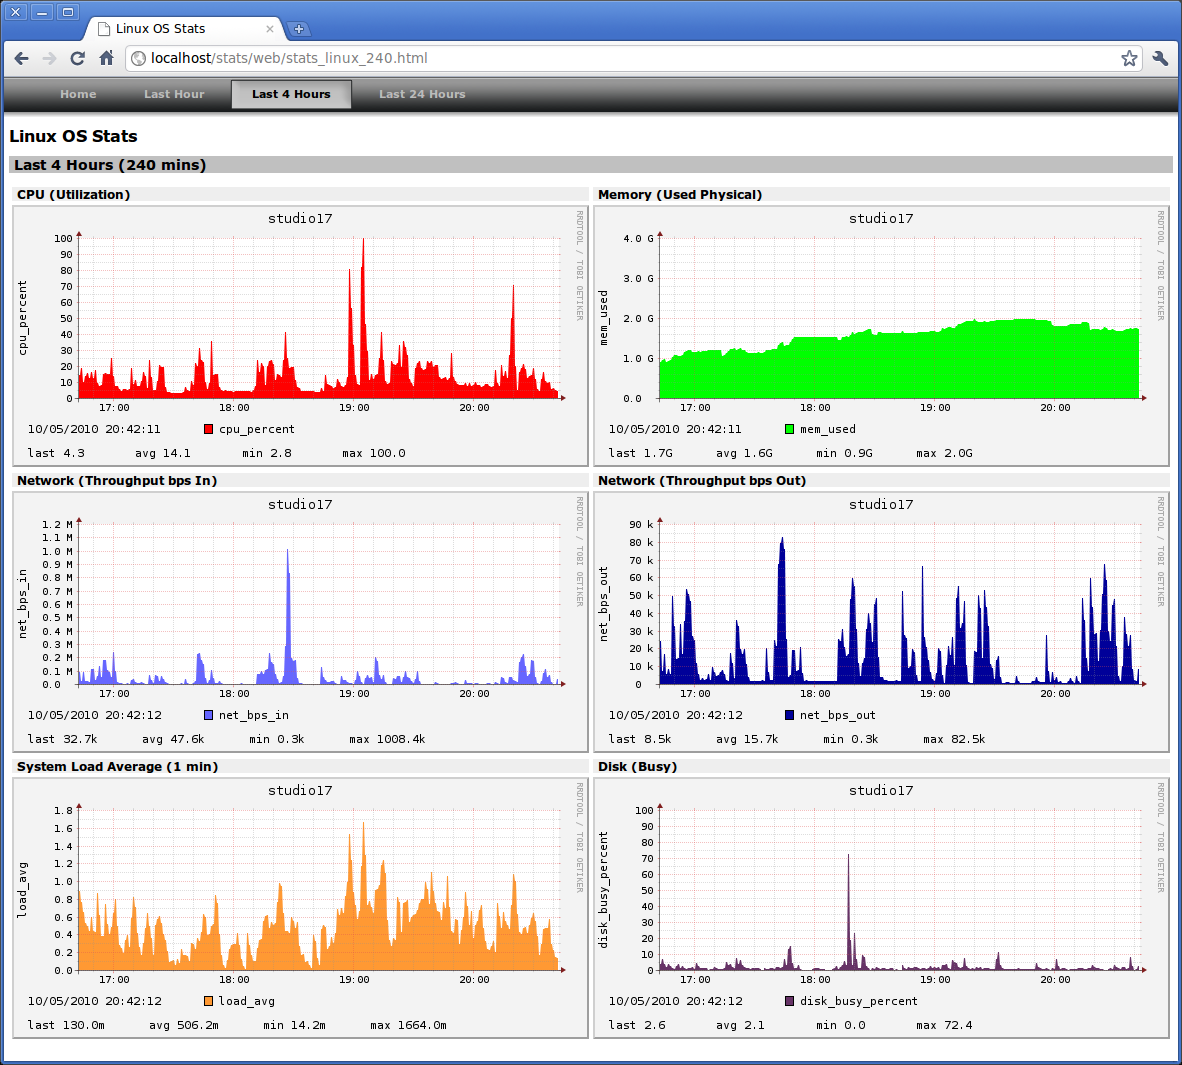 Linux OS Stats
localhost/stats/web/stats_linux_240.html
Home Last Hour Last 4 Hours Last 24 Hours
Linux OS Stats
Last 4 Hours (240 mins)
CPU (Utilization)
studio17
RRDTOOL / TOBI OETIKER
cpu_percent
100
90
80
70
60
50
40
30
20
10
0
17:00 18:00 19:00 20:00
10/05/2010 20:42:11 cpu_percent
last 4.3 avg 14.1 min 2.8 max 100.0
Memory (Used Physical)
studio17
RRDTOOL / TOBI OETIKER
mem_used
4.0 G
3.0 G
2.0 G
1.0 G
0.0
17:00 18:00 19:00 20:00
10/05/2010 20:42:11 mem_used
last 1.7G avg 1.6G min 0.9G max 2.0G
Network (Throughput bps In)
studio17
RRDTOOL / TOBI OETIKER
net_bps_in
1.2 M
1.1 M
1.0 M
0.9 M
0.8 M
0.7 M
0.6 M
0.5 M
0.4 M
0.3 M
0.2 M
0.1 M
0.0
17:00 18:00 19:00 20:00
10/05/2010 20:42:12 net_bps_in
last 32.7k avg 47.6k min 0.3k max 1008.4k
Network (Throughput bps Out)
studio17
RRDTOOL / TOBI OETIKER
net_bps_out
90 k
80 k
70 k
60 k
50 k
40 k
30 k
20 k
10 k
0
17:00 18:00 19:00 20:00
10/05/2010 20:42:12 net_bps_out
last 8.5k avg 15.7k min 0.3k max 82.5k
System Load Average (1 min)
studio17
RRDTOOL / TOBI OETIKER
load_avg
1.8
1.6
1.4
1.2
1.0
0.8
0.6
0.4
0.2
0.0
17:00 18:00 19:00 20:00
10/05/2010 20:42:12 load_avg
last 130.0m avg 506.2m min 14.2m max 1664.0m
Disk (Busy)
studio17
RRDTOOL / TOBI OETIKER
disk_busy_percent
100
90
80
70
60
50
40
30
20
10
0
17:00 18:00 19:00 20:00
10/05/2010 20:42:12 disk_busy_percent
last 2.6 avg 2.1 min 0.0 max 72.4